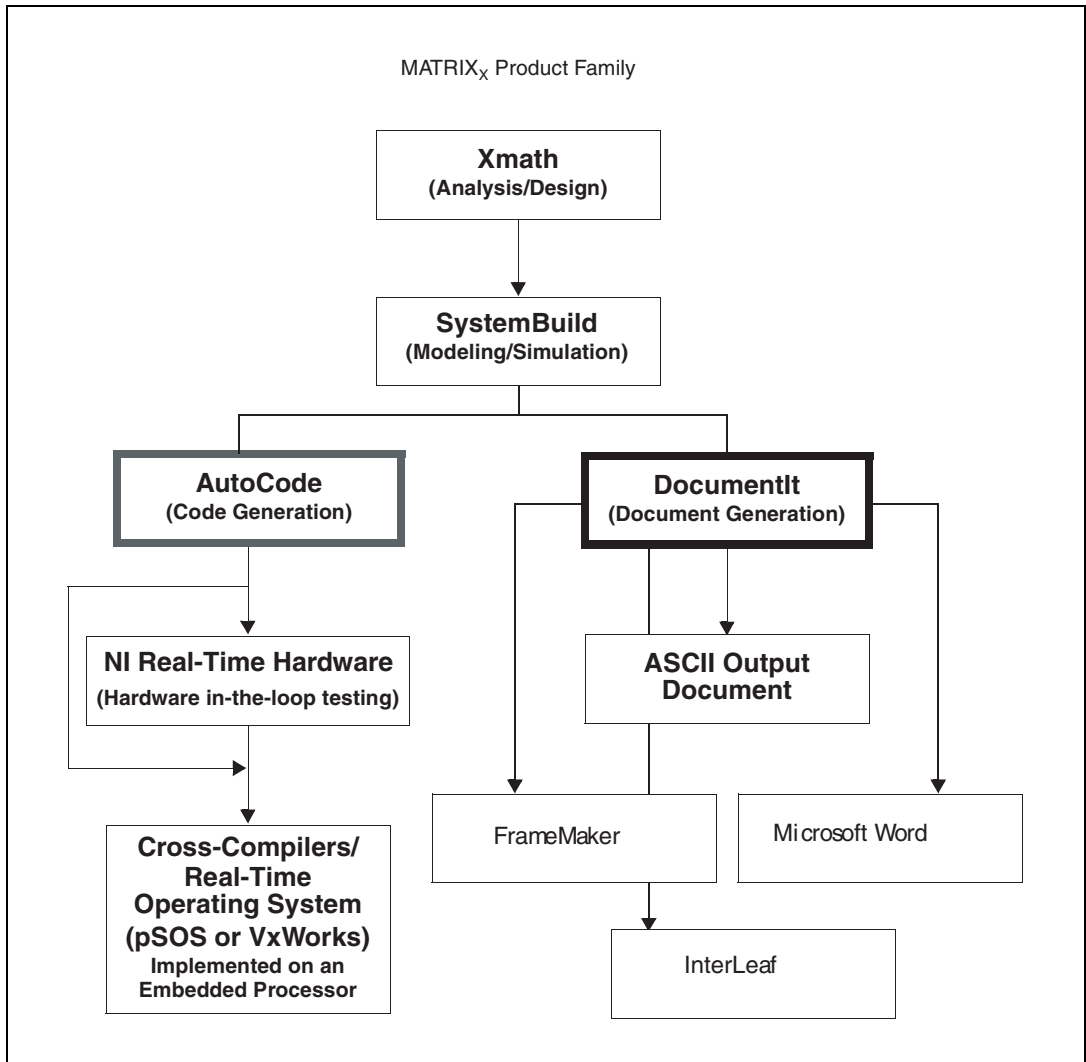 MATRIXX Product Family
Xmath
(Analysis/Design)
SystemBuild
(Modeling/Simulation)
AutoCode
(Code Generation)
DocumentIt
(Document Generation)
NI Real-Time Hardware
(Hardware in-the-loop testing)
ASCII Output
Document
FrameMaker
Microsoft Word
Cross-Compilers/
Real-Time
Operating System
(pSOS or VxWorks)
Implemented on an
Embedded Processor
InterLeaf